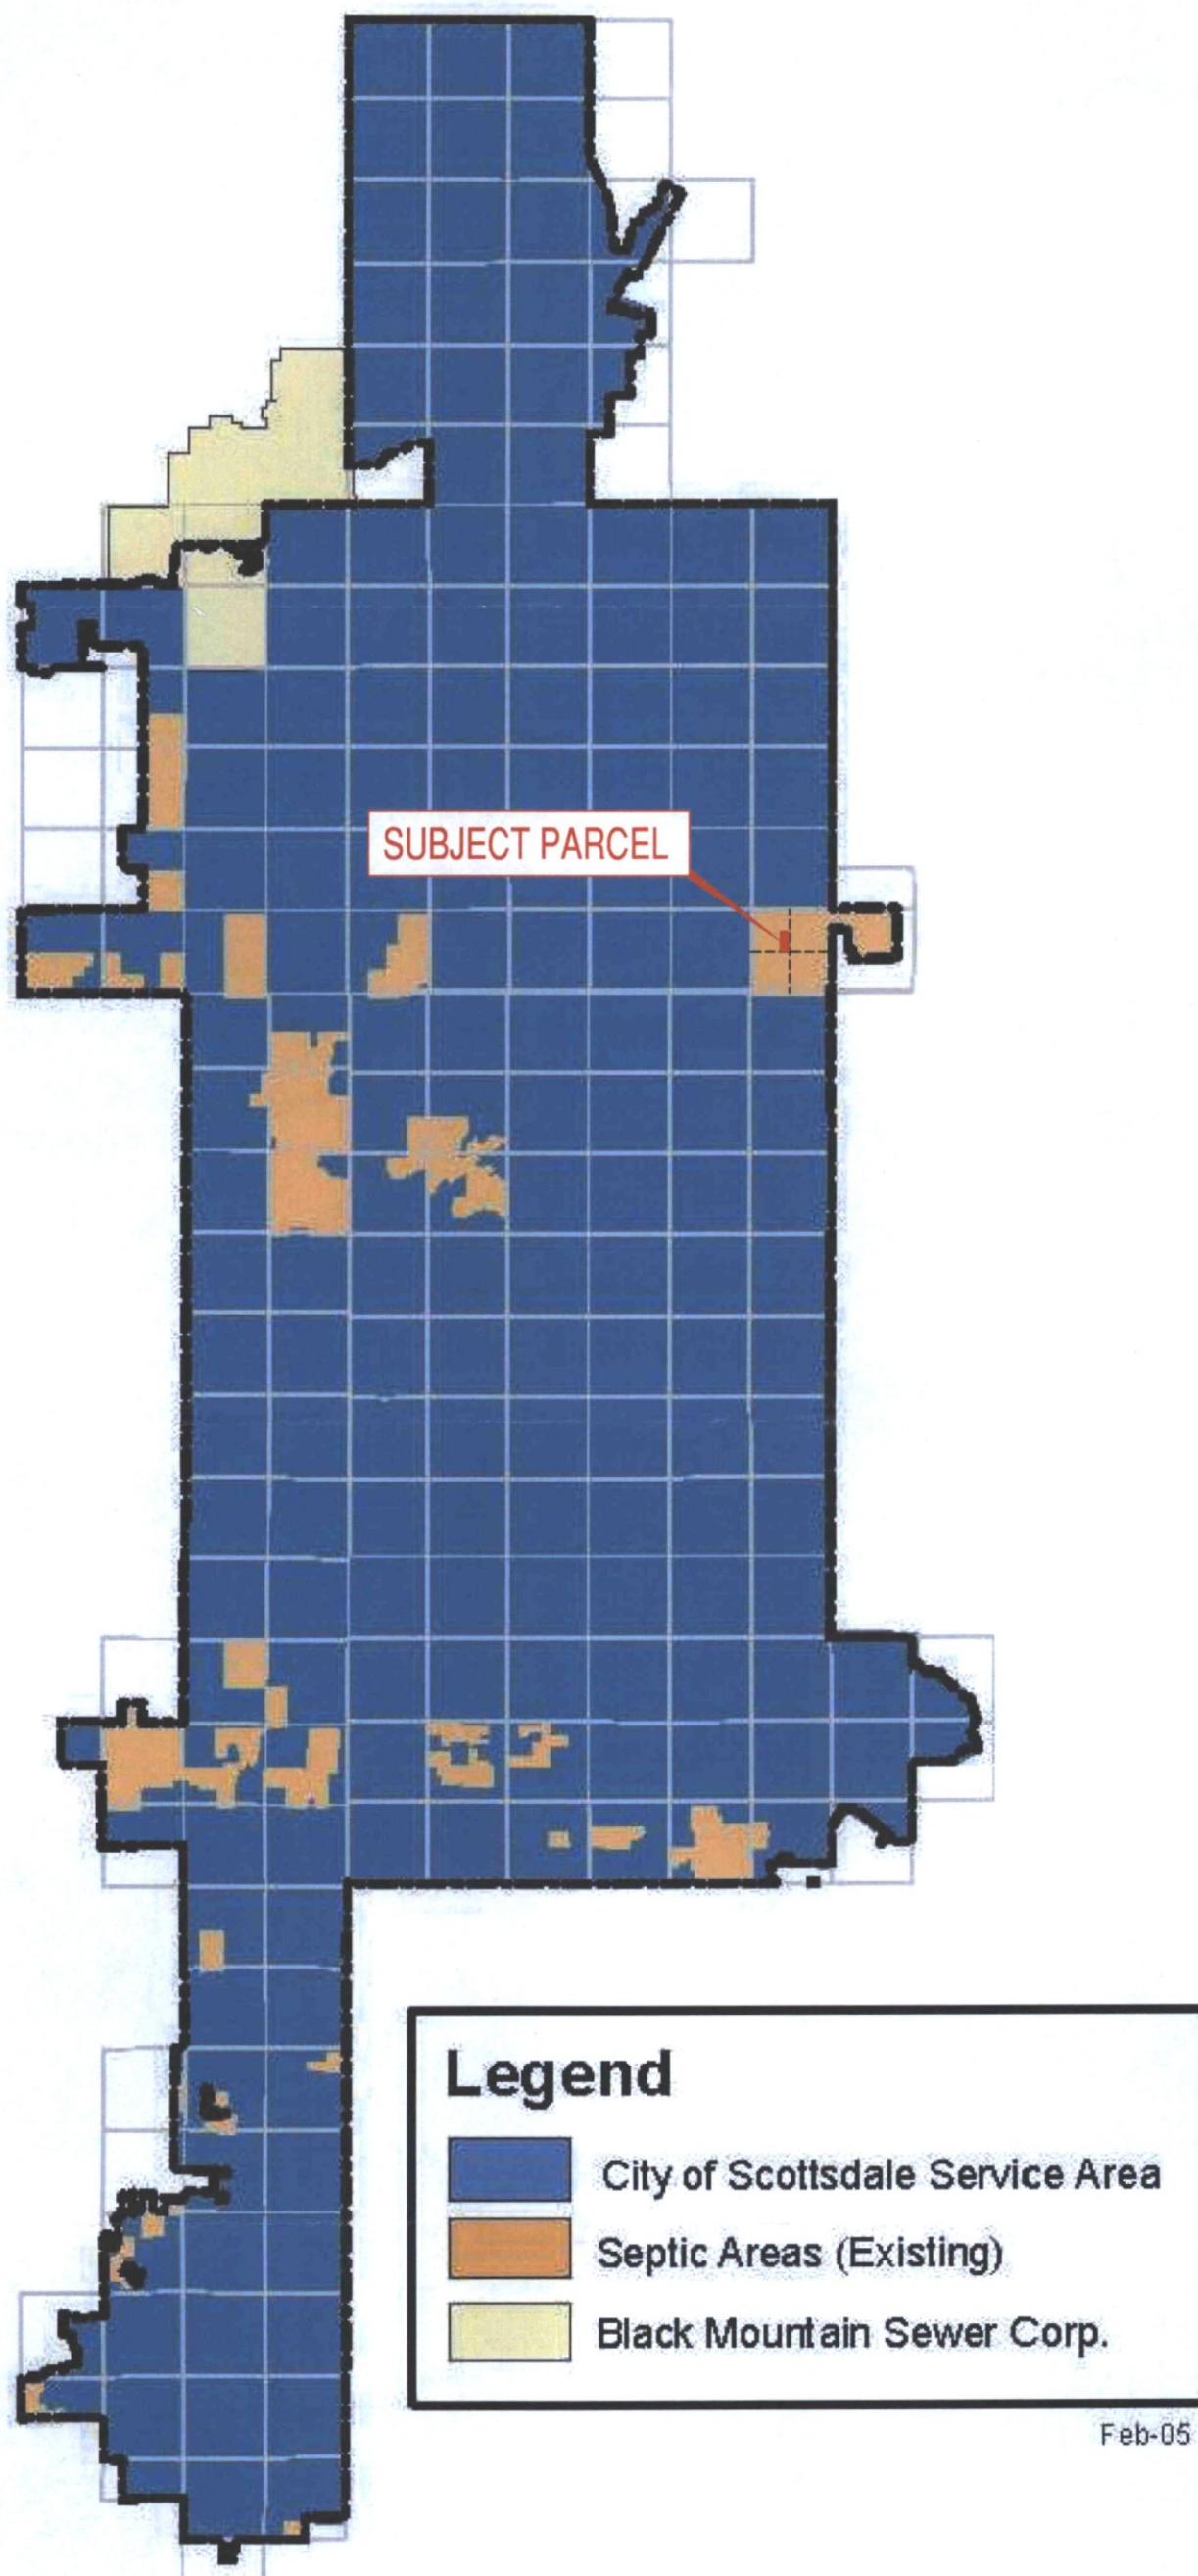 SUBJECT PARCEL
Legend
City of Scottsdale Service Area
Septic Areas (Existing)
Black Mountain Sewer Corp.
Feb-05